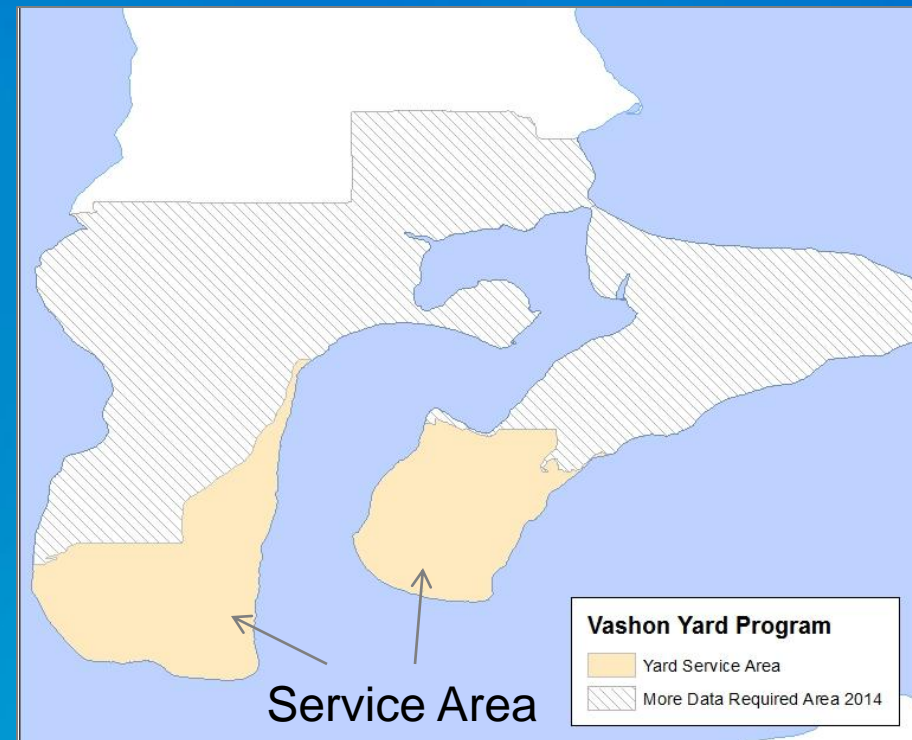 Service Area
Vashon Yard Program
Yard Service Area
More Data Required Area 2014